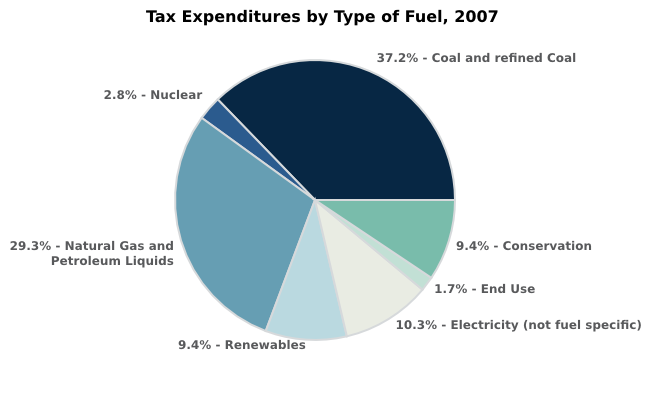 Tax Expenditures by Type of Fuel, 2007
37.2% - Coal and refined Coal
2.8% - Nuclear
29.3% - Natural Gas and
Petroleum Liquids
9.4% - Conservation
1.7% - End Use
10.3% - Electricity (not fuel specific)
9.4% - Renewables